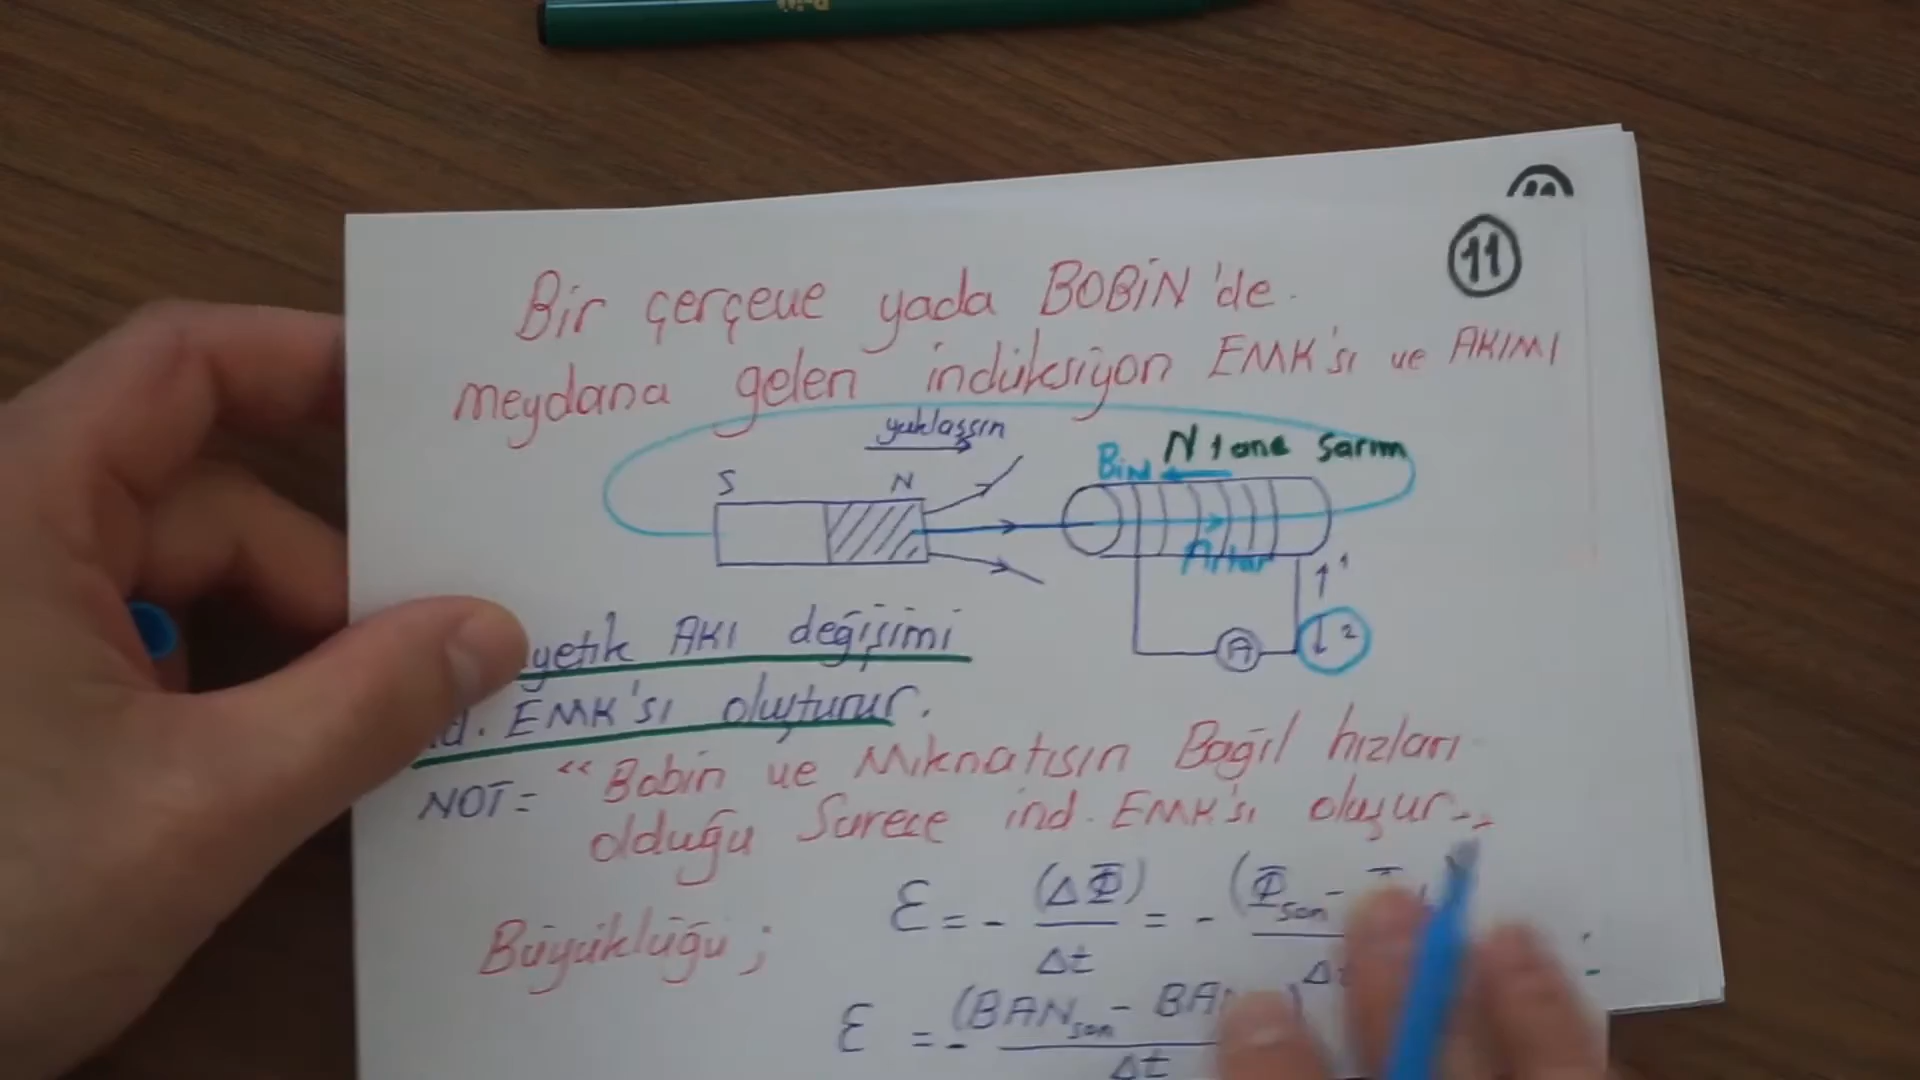 11
Bir çerçeve yada BOBİN'de
meydana gelen indüksiyon EMK'sı ve AKIMI
yaklaşsın
Bin N tane Sarım
S N
Artar
1
2
A
yetik AKI değişimi
d. EMK'sı oluşturur.
NOT= "Bobin ve Mıknatısın Bağıl hızları
olduğu Sürece ind. EMK'sı oluşur"
Büyüklüğü; Ɛ = - (ΔΦ)/Δt = - (Φson -
Ɛ = - (BANson - BA
Δt